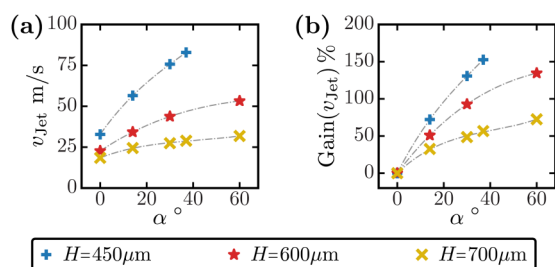 (a)
(b)
v_Jet m/s
100
75
50
25
0
0 20 40 60
α °
Gain(v_Jet) %
200
150
100
50
0
0 20 40 60
α °
H=450μm
H=600μm
H=700μm